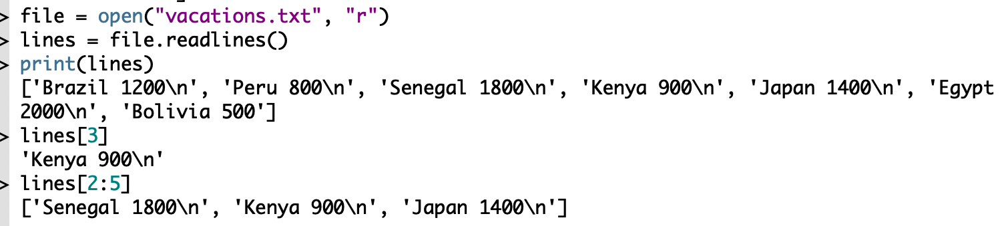 > file = open("vacations.txt", "r")
> lines = file.readlines()
> print(lines)
['Brazil 1200\n', 'Peru 800\n', 'Senegal 1800\n', 'Kenya 900\n', 'Japan 1400\n', 'Egypt
2000\n', 'Bolivia 500']
> lines[3]
'Kenya 900\n'
> lines[2:5]
['Senegal 1800\n', 'Kenya 900\n', 'Japan 1400\n']